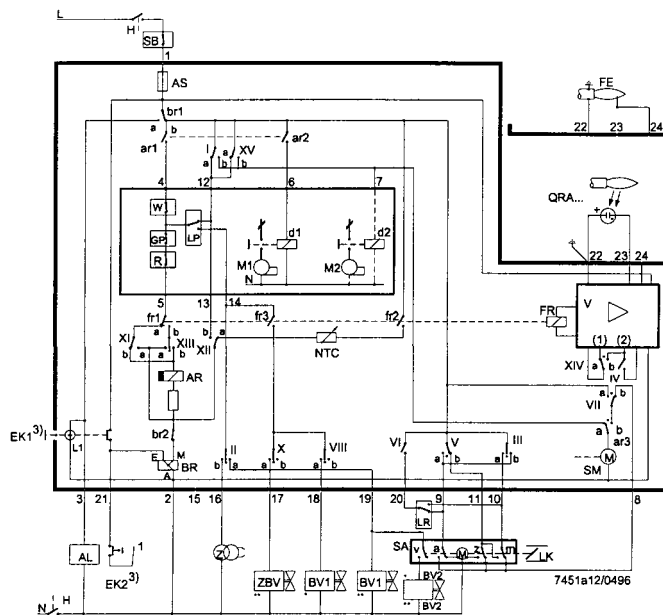 L
H
SB
1
AS
FE
br1
22 23 24
a b
ar1 ar2
I a XV a
b b
4 12 6 7
QRA...
W
LP
GP
R
d1 d2
M1 M2
N
+
22 23 24
V
5 13 14
fr1 fr3 fr2
FR
XI a b b a
b a XIII XII
NTC
(1) (2)
XIV a b IV
AR
VII a b
br2
EK1³⁾ L1
E M
BR
A
II X VIII VI V III
a b a b a b b a b a b
a b
ar3
M
SM
3 21 2 15 16 17 18 19 20 9 11 10 8
LR
AL
1
EK2³⁾
Z
SA v a M z m LK
ZBV BV1 BV1 BV2
BV2
7451a12/0496
N H